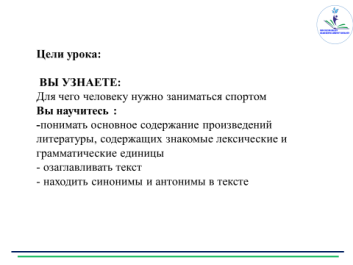 Цели урока:
ВЫ УЗНАЕТЕ:
Для чего человеку нужно заниматься спортом
Вы научитесь :
-понимать основное содержание произведений
литературы, содержащих знакомые лексические и
грамматические единицы
- озаглавливать текст
- находить синонимы и антонимы в тексте